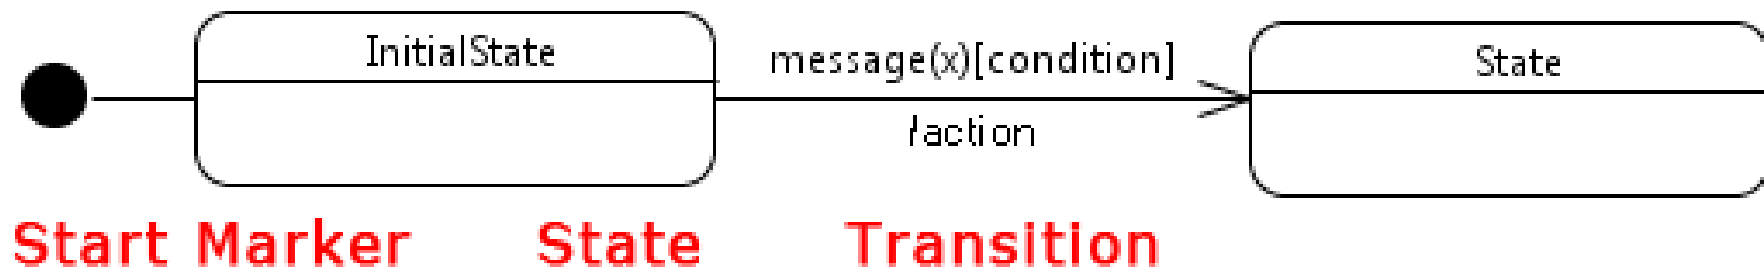 InitialState
message(x)[condition]
/action
State
Start Marker
State
Transition